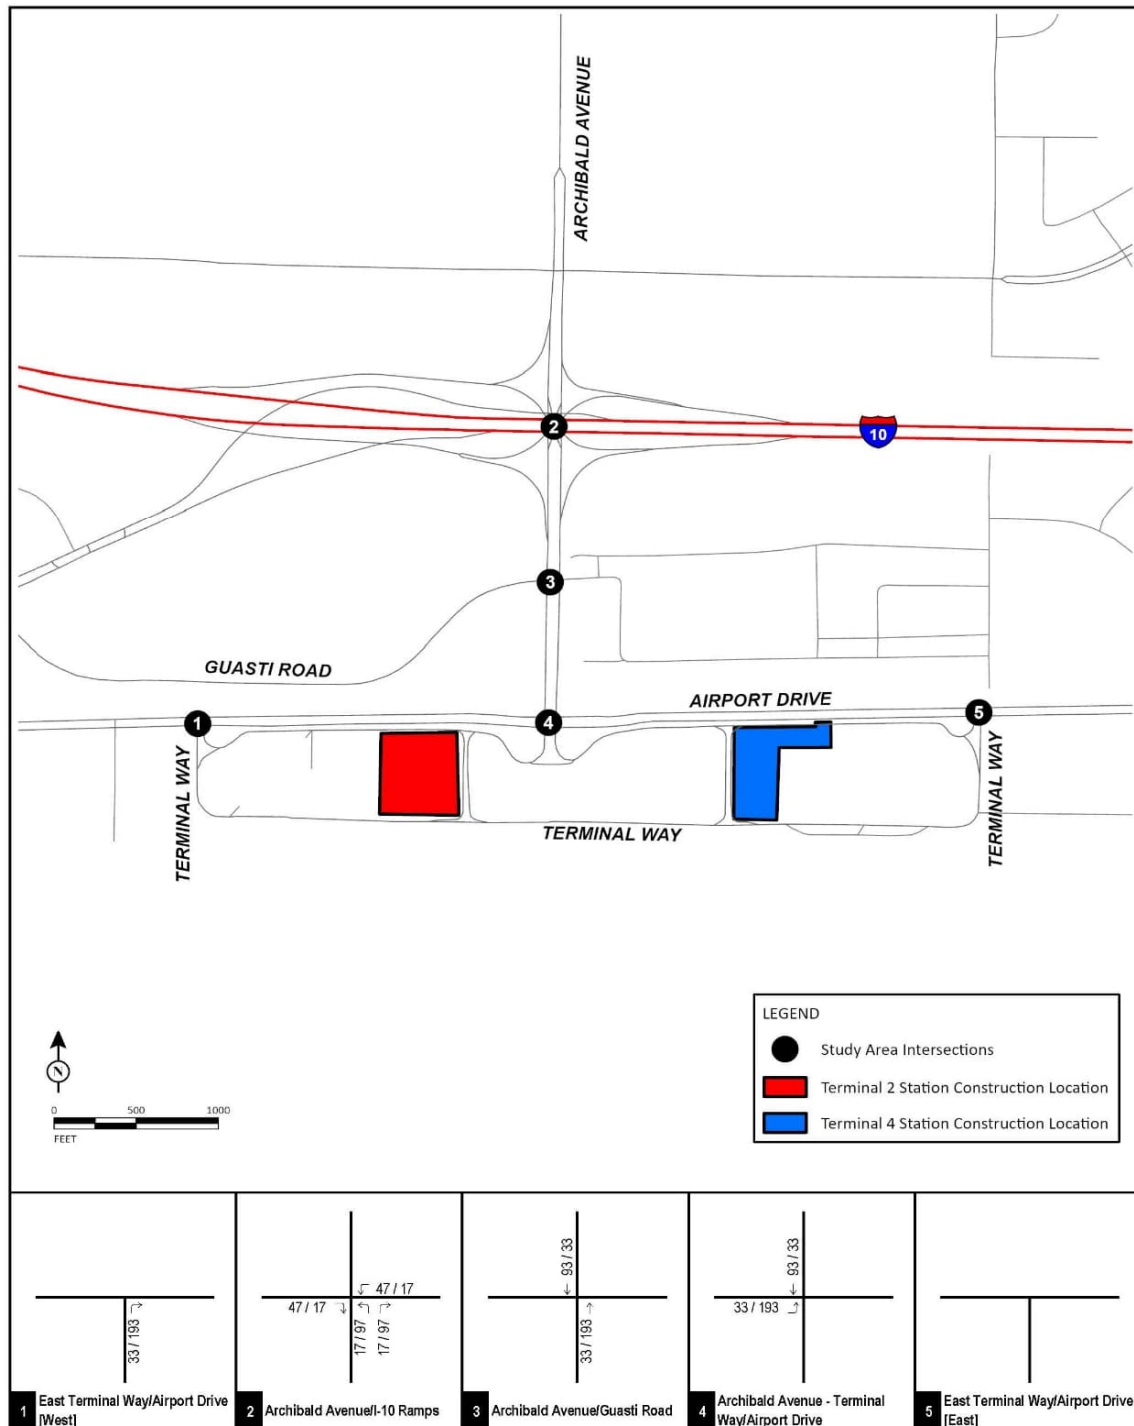 ARCHIBALD AVENUE
2
10
3
GUASTI ROAD
AIRPORT DRIVE
1
4
5
TERMINAL WAY
TERMINAL WAY
TERMINAL WAY
LEGEND
Study Area Intersections
Terminal 2 Station Construction Location
Terminal 4 Station Construction Location
N
0 500 1000
FEET
33 / 193
1 East Terminal Way/Airport Drive
[West]
47 / 17
47 / 17
17 / 97
17 / 97
2 Archibald Avenue/I-10 Ramps
93 / 33
33 / 193
3 Archibald Avenue/Guasti Road
93 / 33
33 / 193
4 Archibald Avenue - Terminal
Way/Airport Drive
5 East Terminal Way/Airport Drive
[East]